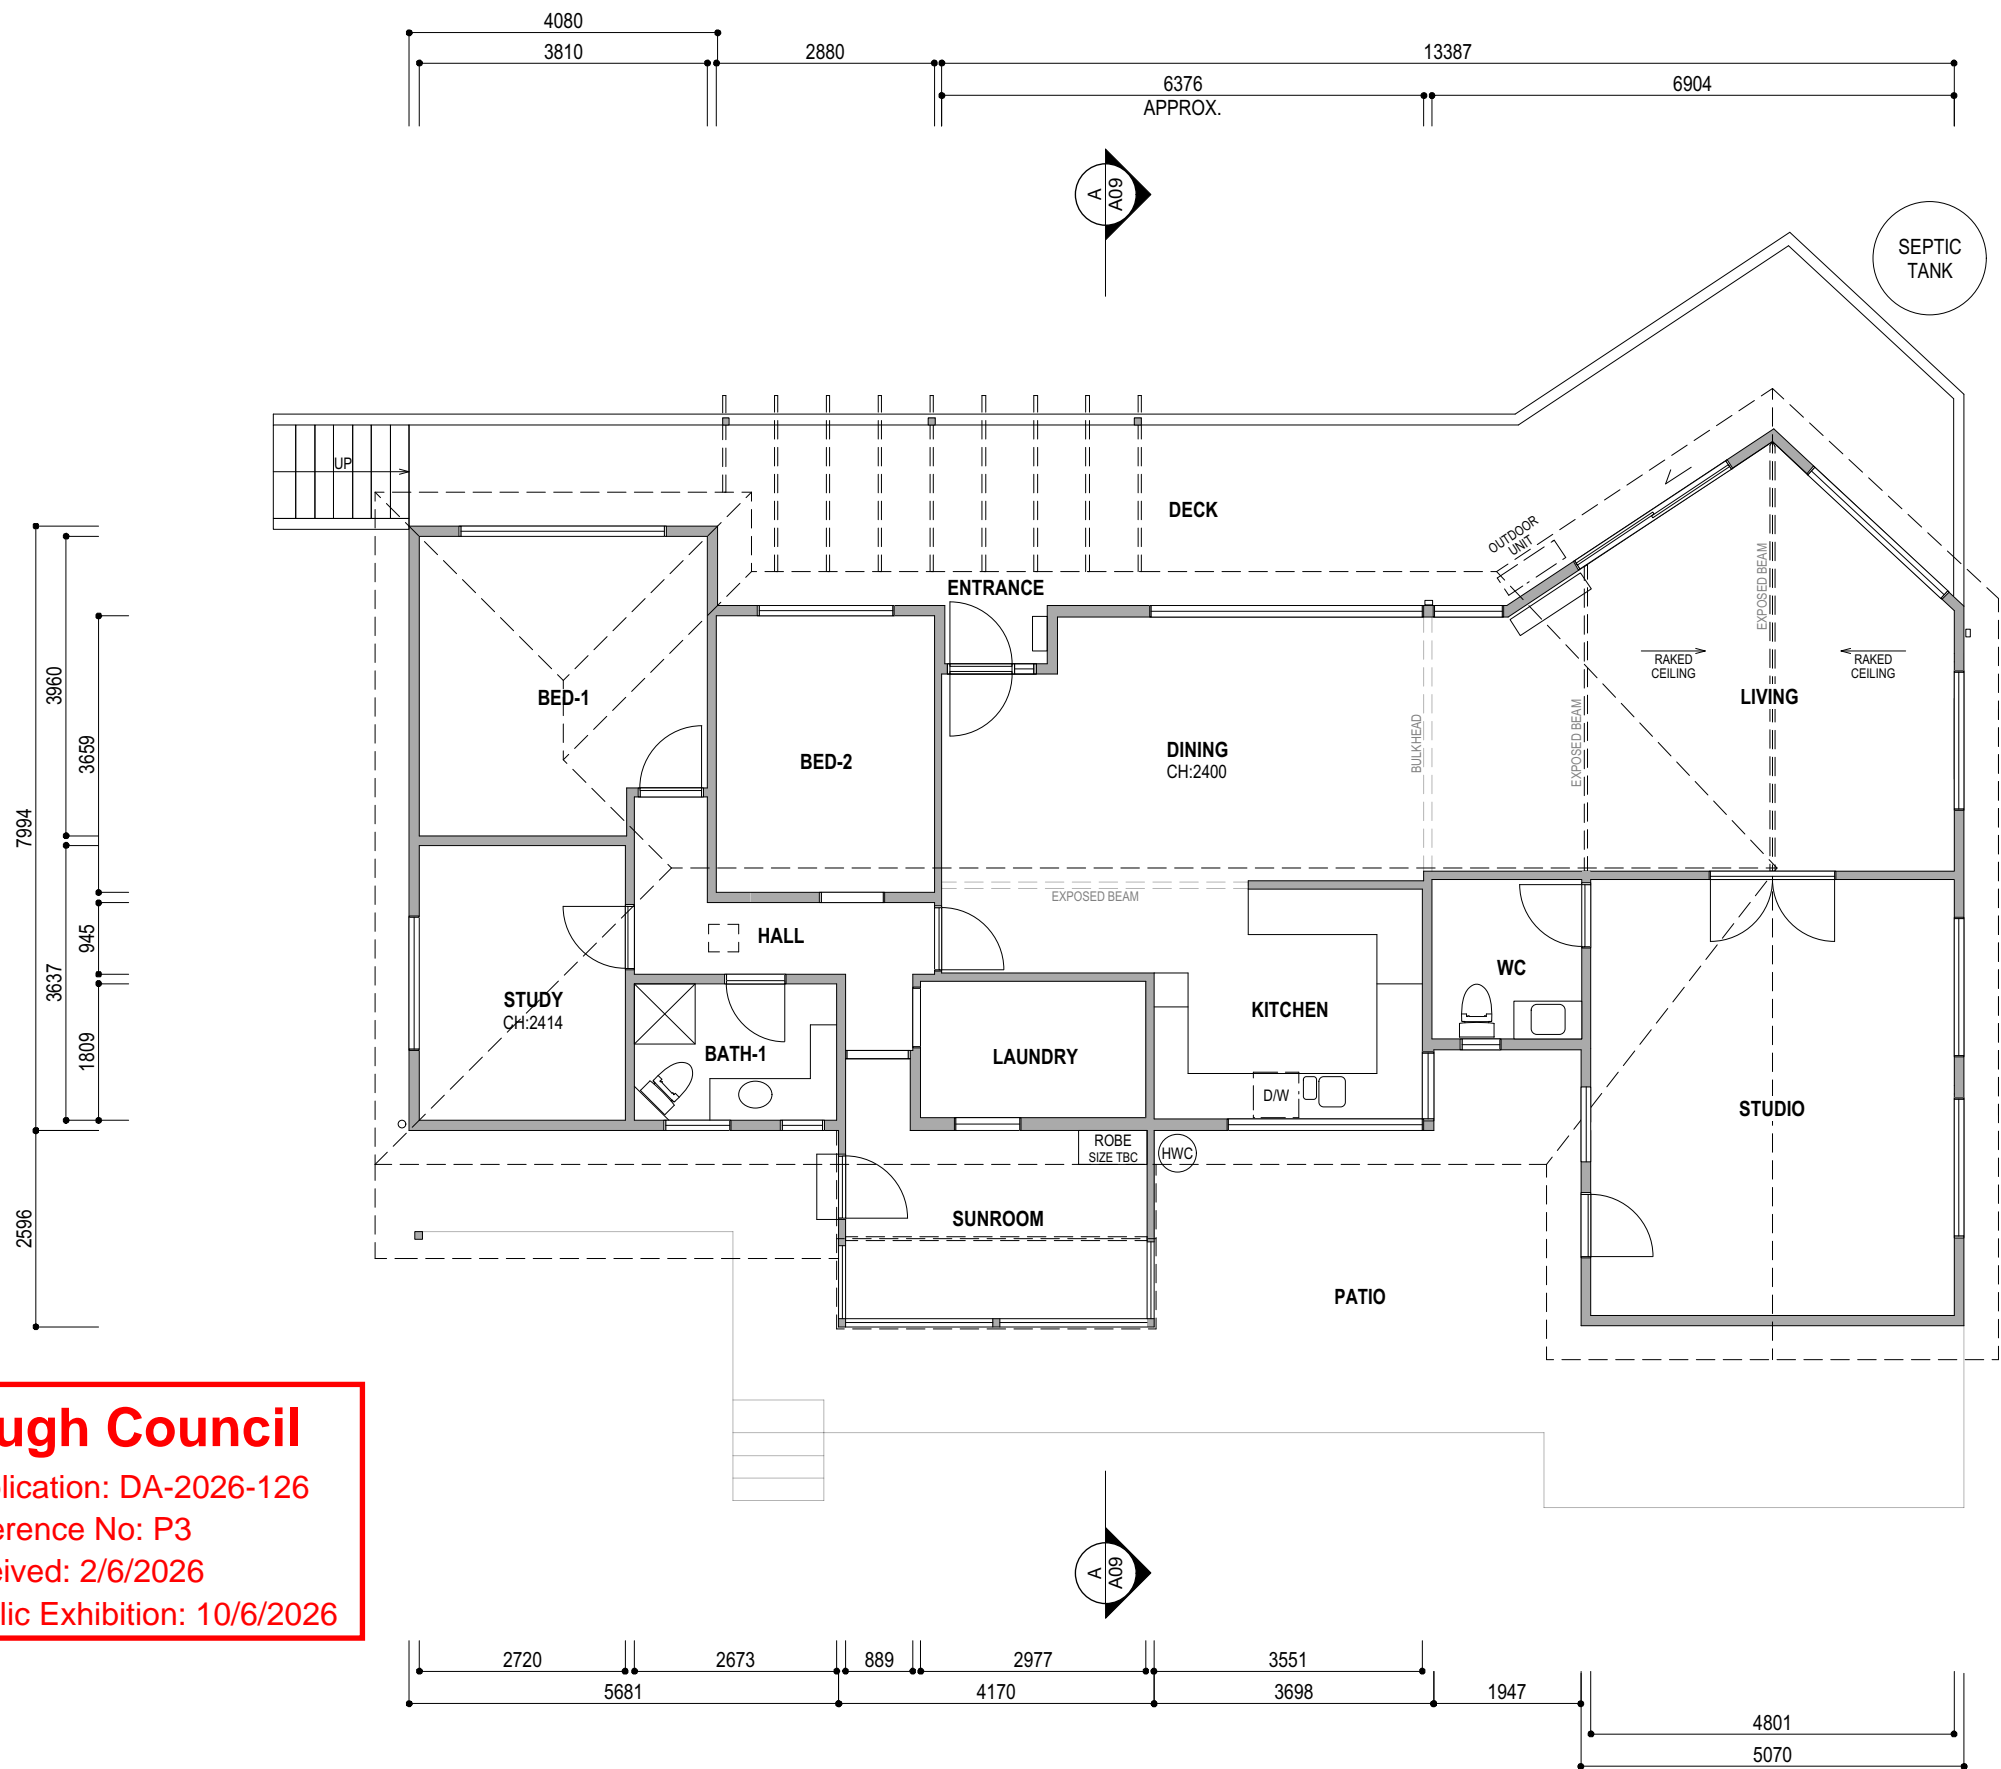 4080
3810
2880
13387
6376
APPROX.
6904
A
A09
SEPTIC
TANK
UP
DECK
OUTDOOR
UNIT
ENTRANCE
EXPOSED BEAM
RAKED
CEILING
RAKED
CEILING
BED-1
LIVING
BED-2
DINING
CH:2400
BULKHEAD
EXPOSED BEAM
EXPOSED BEAM
HALL
WC
STUDY
CH:2414
KITCHEN
BATH-1
LAUNDRY
D/W
STUDIO
ROBE
SIZE TBC
HWC
SUNROOM
PATIO
7994
3960
3659
945
3637
1809
2596
ugh Council
lication: DA-2026-126
erence No: P3
eived: 2/6/2026
lic Exhibition: 10/6/2026
A
A09
2720
2673
889
2977
3551
5681
4170
3698
1947
4801
5070